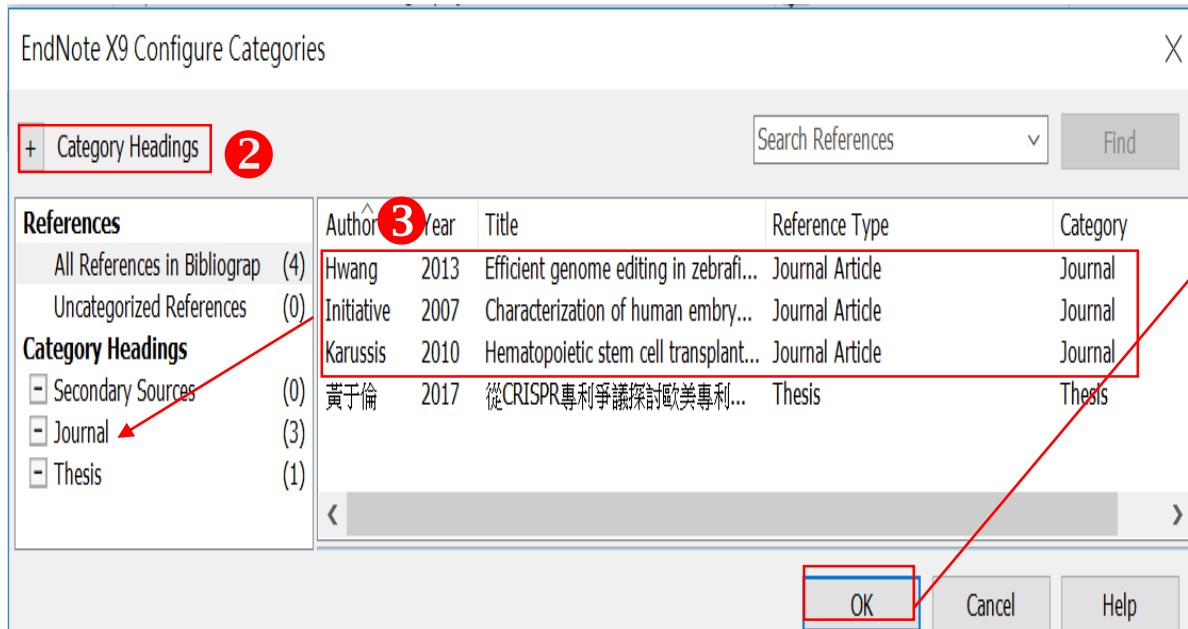 EndNote X9 Configure Categories
+ Category Headings 2 Search References Find
References Author 3 Year Title Reference Type Category
All References in Bibliograp (4) Hwang 2013 Efficient genome editing in zebrafi... Journal Article Journal
Uncategorized References (0) Initiative 2007 Characterization of human embry... Journal Article Journal
Category Headings Karussis 2010 Hematopoietic stem cell transplant... Journal Article Journal
Secondary Sources (0) 黃于倫 2017 從CRISPR專利爭議探討歐美專利... Thesis Thesis
Journal (3)
Thesis (1)
OK Cancel Help